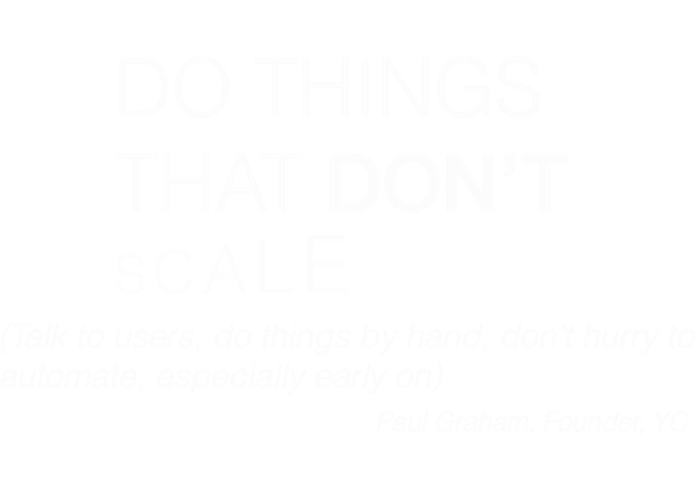 DO THINGS
THAT DON'T
SCALE
(Talk to users, do things by hand, don't hurry to
automate, especially early on)
Paul Graham, Founder, YC